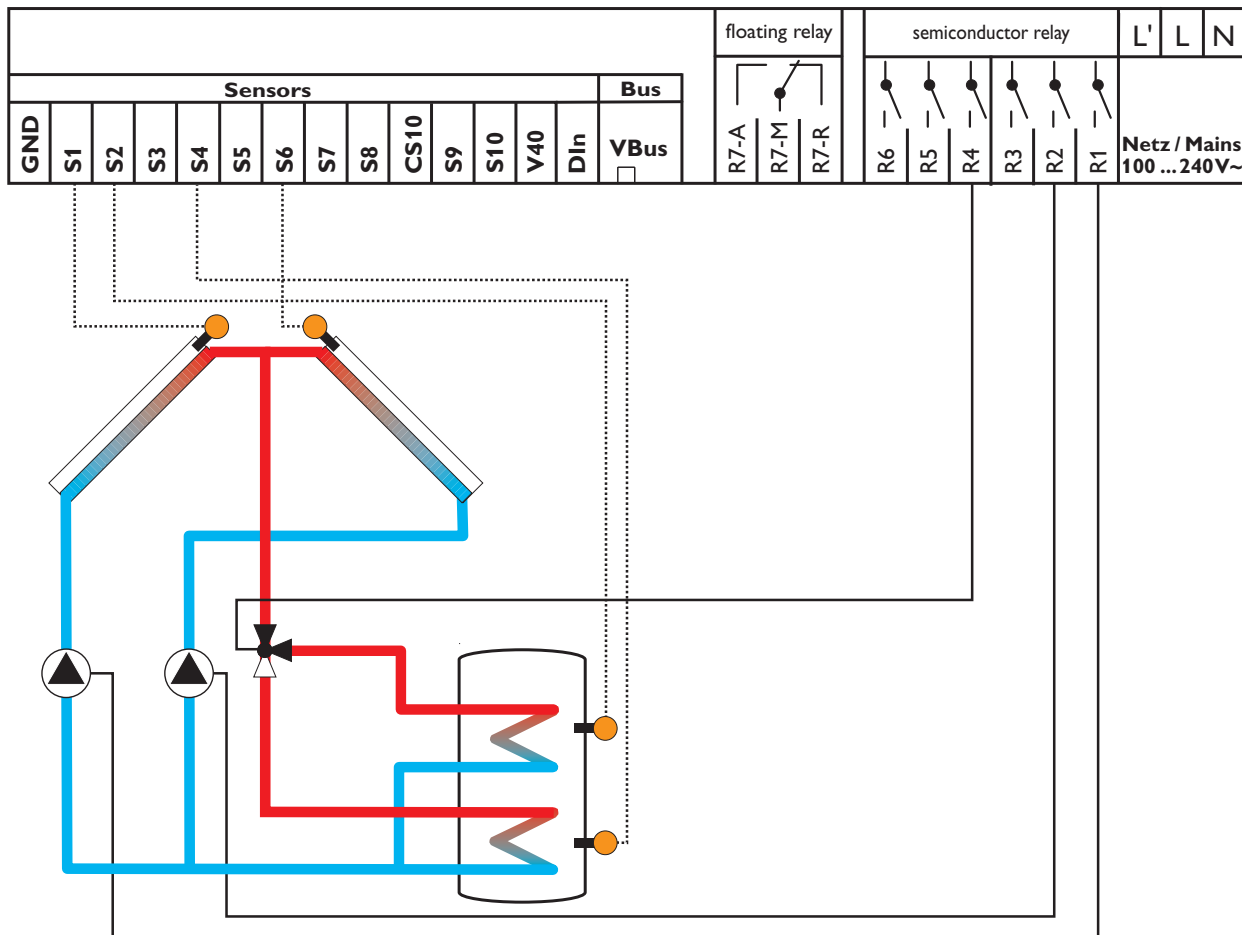 floating relay
semiconductor relay
L' L N
Sensors
Bus
GND S1 S2 S3 S4 S5 S6 S7 S8 CS10 S9 S10 V40 DIn
VBus
R7-A R7-M R7-R
R6 R5 R4 R3 R2 R1
Netz / Mains
100 ... 240 V~